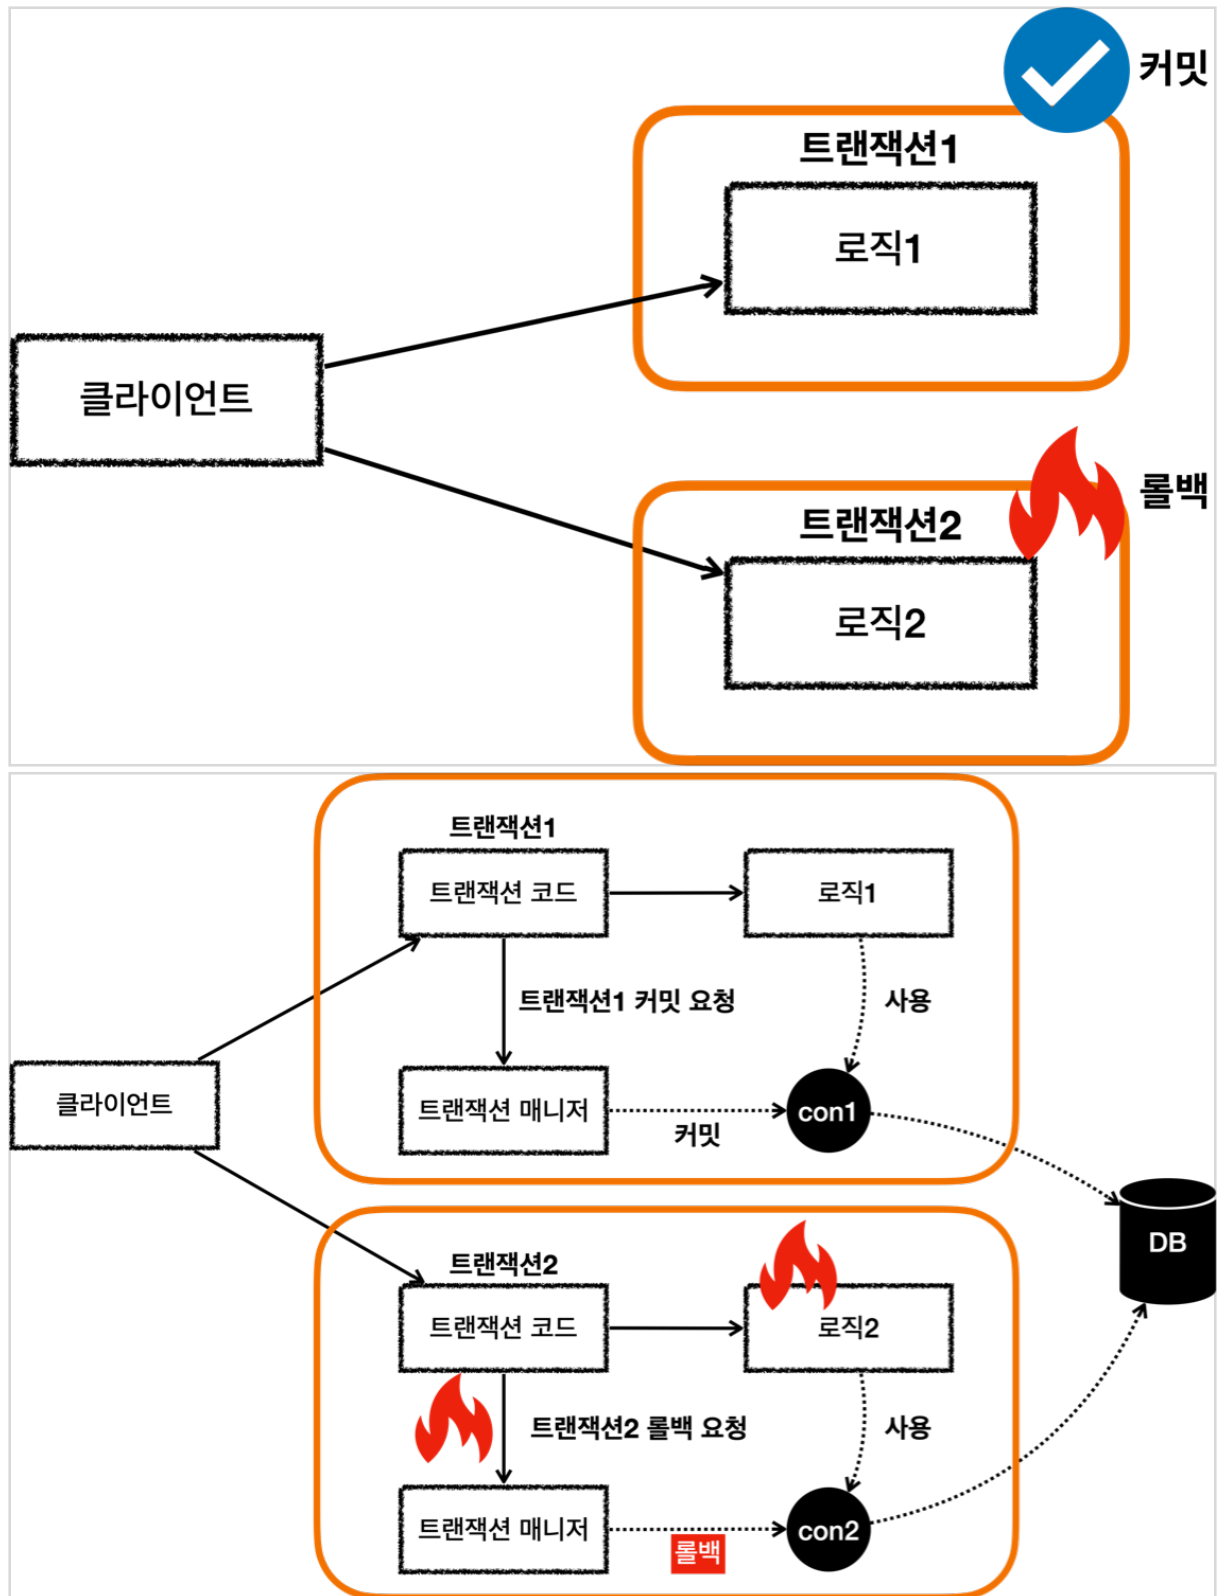 커밋
트랜잭션1
로직1
클라이언트
롤백
트랜잭션2
로직2
트랜잭션1
트랜잭션 코드
로직1
트랜잭션1 커밋 요청
사용
클라이언트
트랜잭션 매니저
커밋
con1
DB
트랜잭션2
트랜잭션 코드
로직2
트랜잭션2 롤백 요청
사용
트랜잭션 매니저
롤백
con2